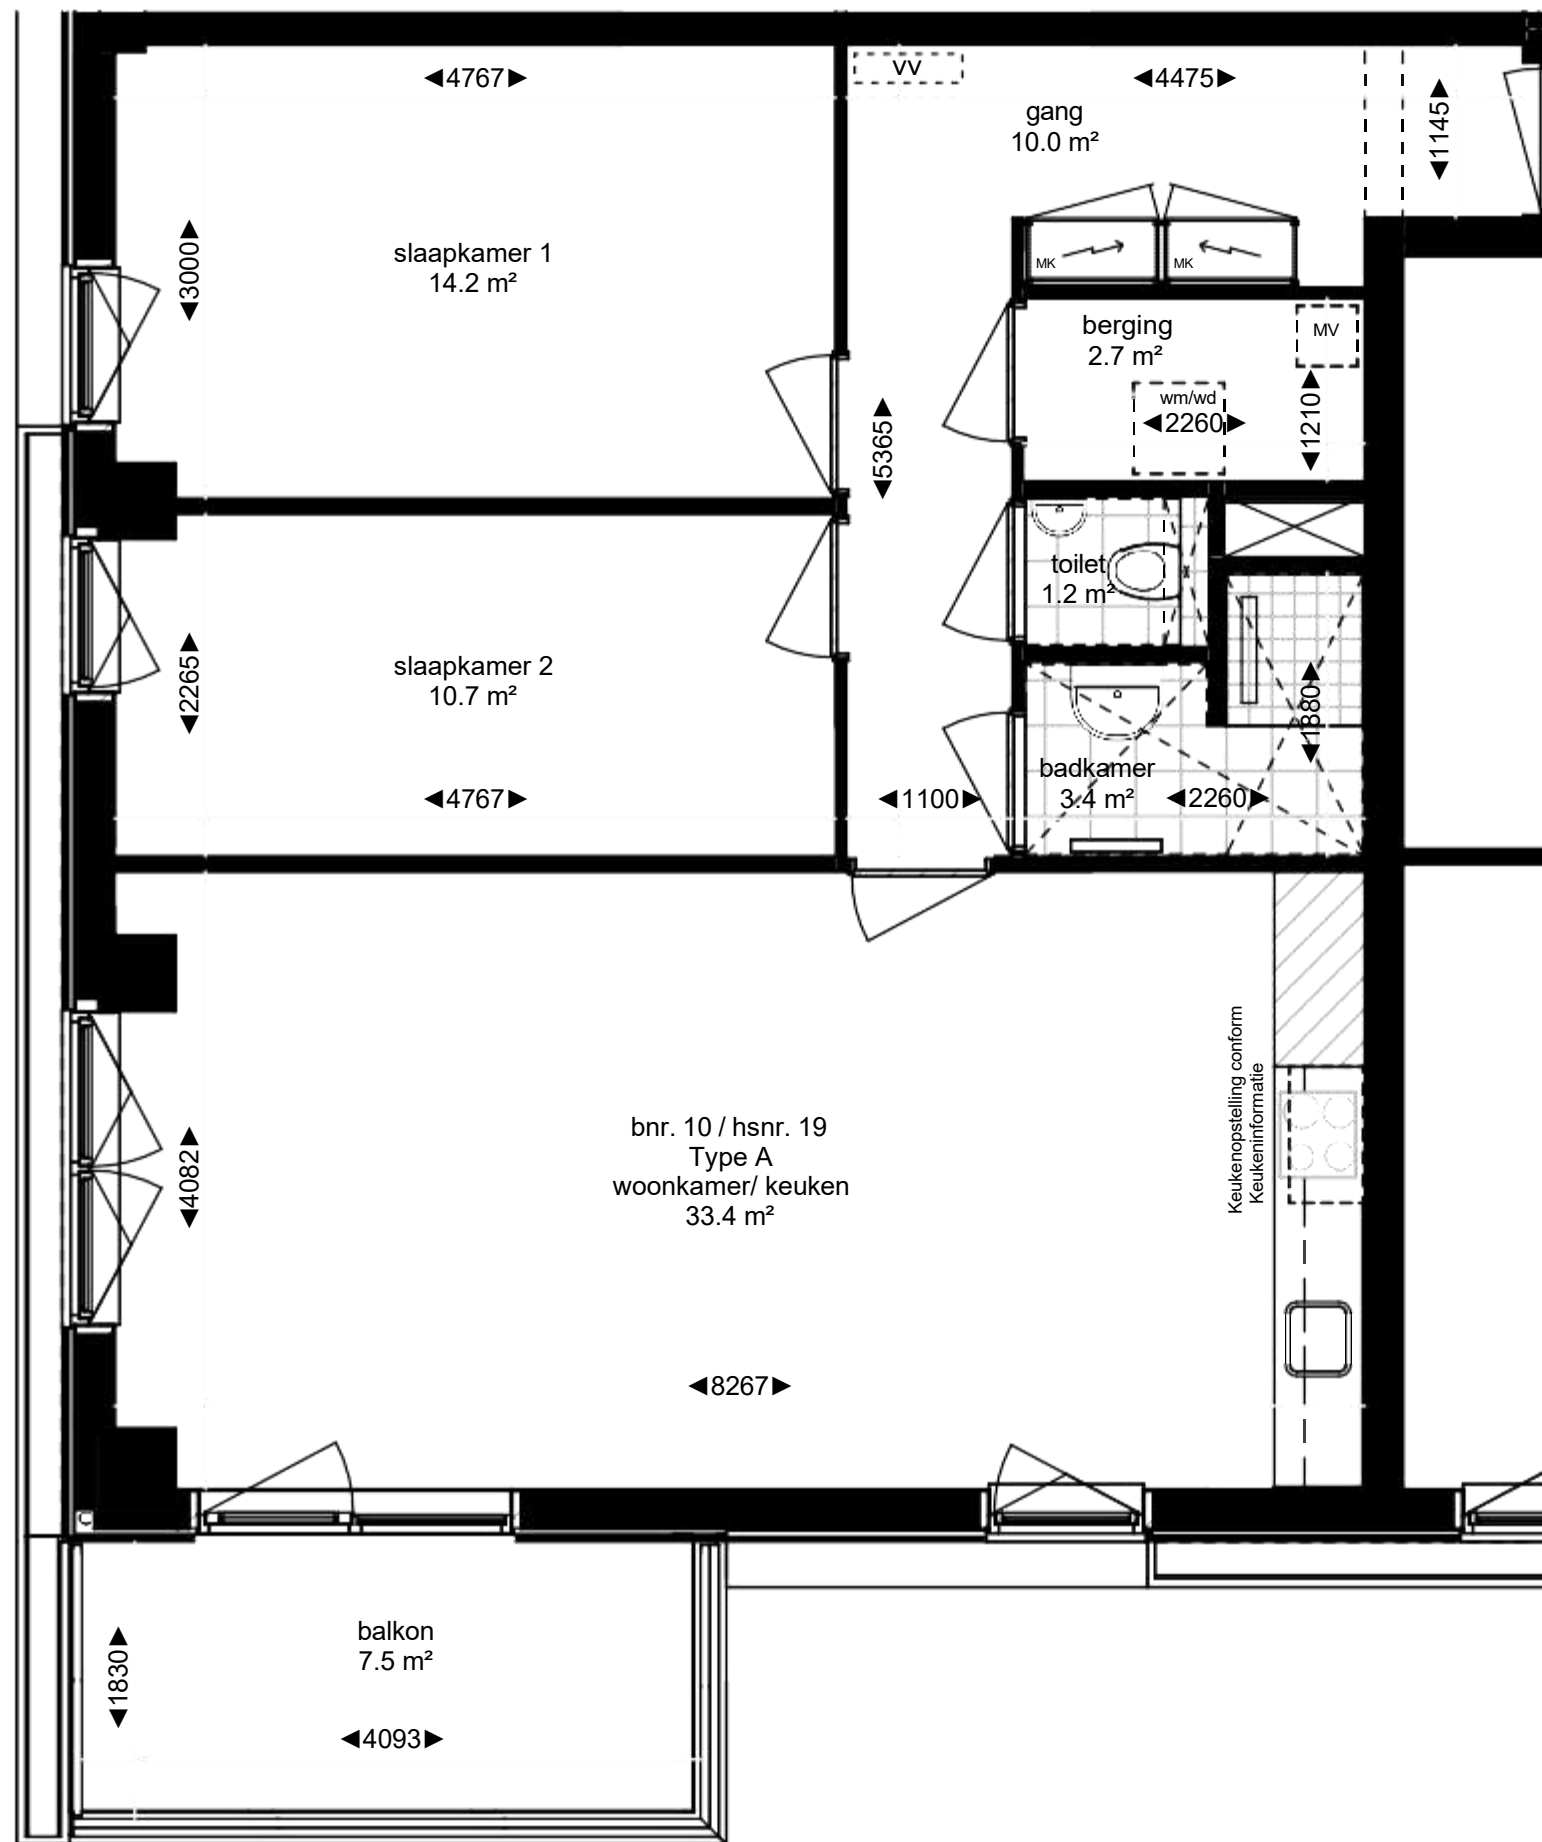 ◄4767►
VV
◄4475►
gang
10.0 m²
◄1145►
slaapkamer 1
14.2 m²
◄3000►
MK
MK
berging
2.7 m²
MV
wm/wd
◄2260►
◄1210►
◄5365►
toilet
1.2 m²
slaapkamer 2
10.7 m²
◄2265►
◄1880►
badkamer
3.4 m²
◄4767►
◄1100►
◄2260►
Keukenopstelling conform
Keukeninformatie
bnr. 10 / hsnr. 19
Type A
woonkamer/ keuken
33.4 m²
◄4082►
◄8267►
balkon
7.5 m²
◄1830►
◄4093►